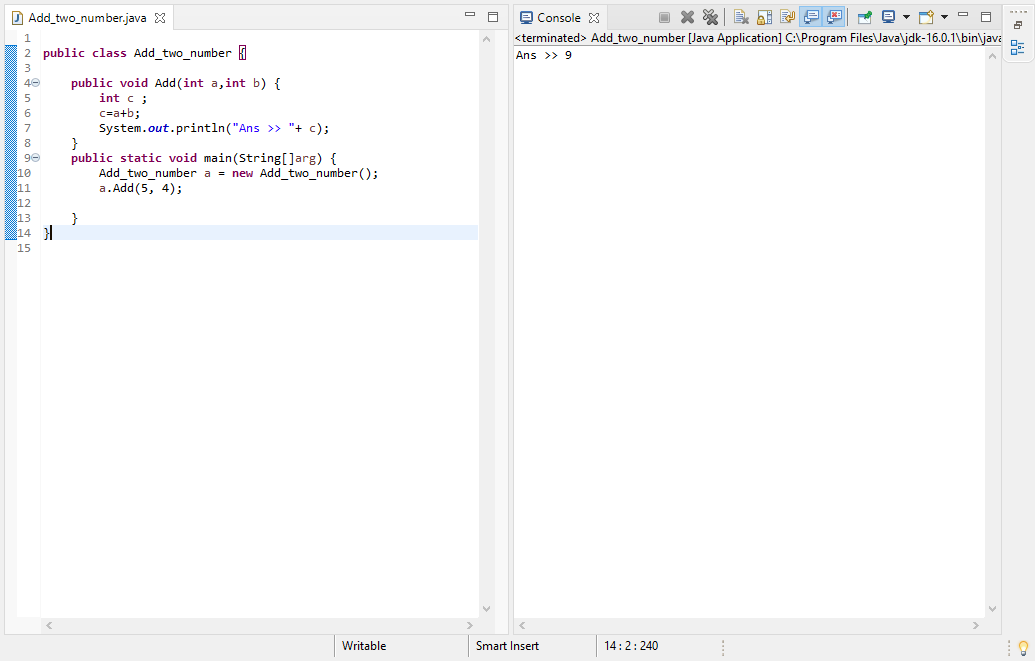 Add_two_number.java
1
2 public class Add_two_number {
3
4 public void Add(int a,int b) {
5 int c ;
6 c=a+b;
7 System.out.println("Ans >> "+ c);
8 }
9 public static void main(String[]arg) {
10 Add_two_number a = new Add_two_number();
11 a.Add(5, 4);
12
13 }
14 }
15
Console
<terminated> Add_two_number [Java Application] C:\Program Files\Java\jdk-16.0.1\bin\java
Ans >> 9
Writable
Smart Insert
14 : 2 : 240